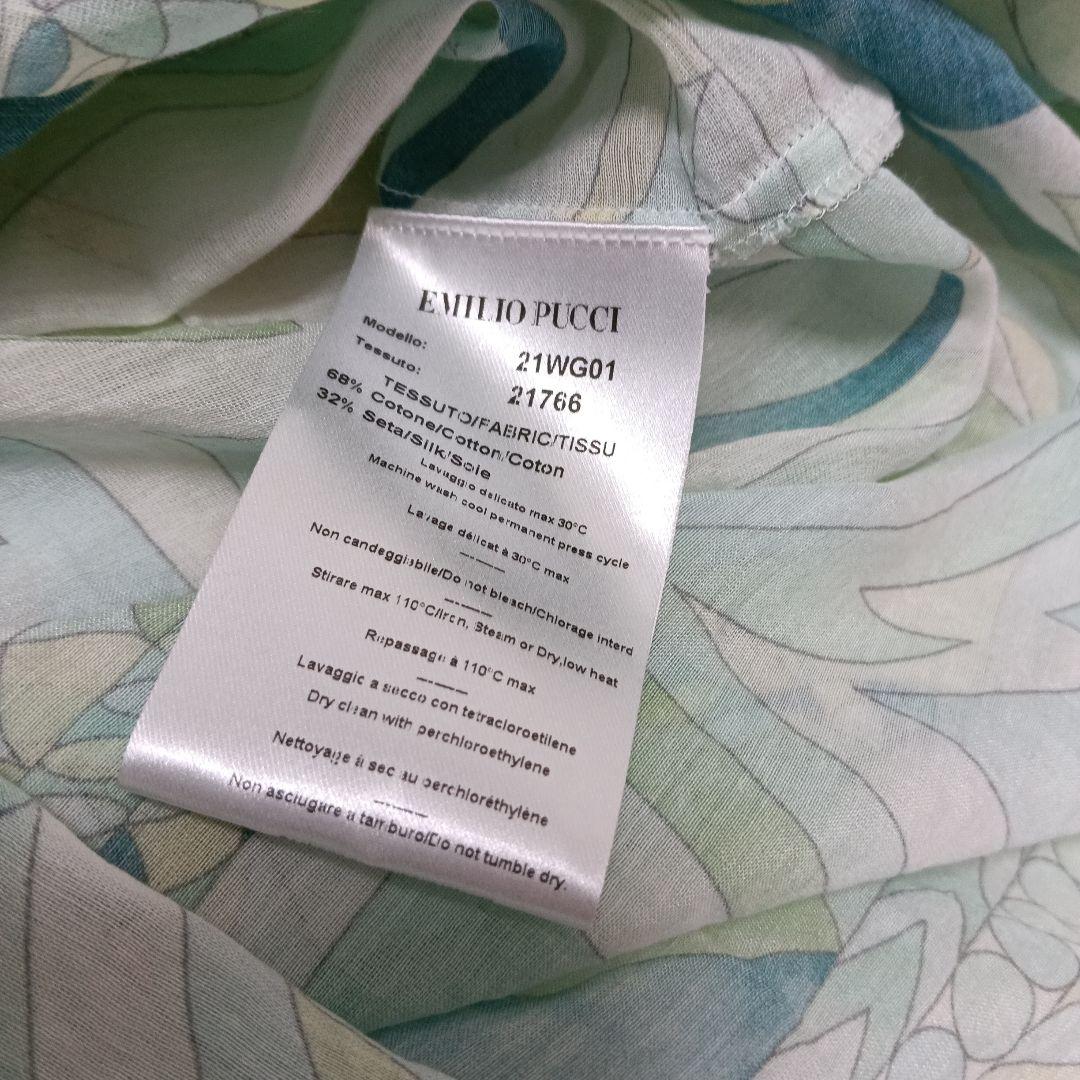 EMILIO PUCCI
Modello: 21WG01
Tessuto: 21766
TESSUTO/FABRIC/TISSU
68% Cotone/Cotton/Coton
32% Seta/Silk/Soie
Lavaggio delicato max 30°C
Machine wash cool permanent press cycle
Lavage délicat à 30°C max
Non candeggiabile/Do not bleach/Chlorage interd
Stirare max 110°C/Iron, Steam or Dry,low heat
Repassage à 110°C max
Lavaggio a secco con tetracloroetilene
Dry clean with perchloroethylene
Nettoyage à sec au perchloréthylène
Non asciugare a tamburo/Do not tumble dry.